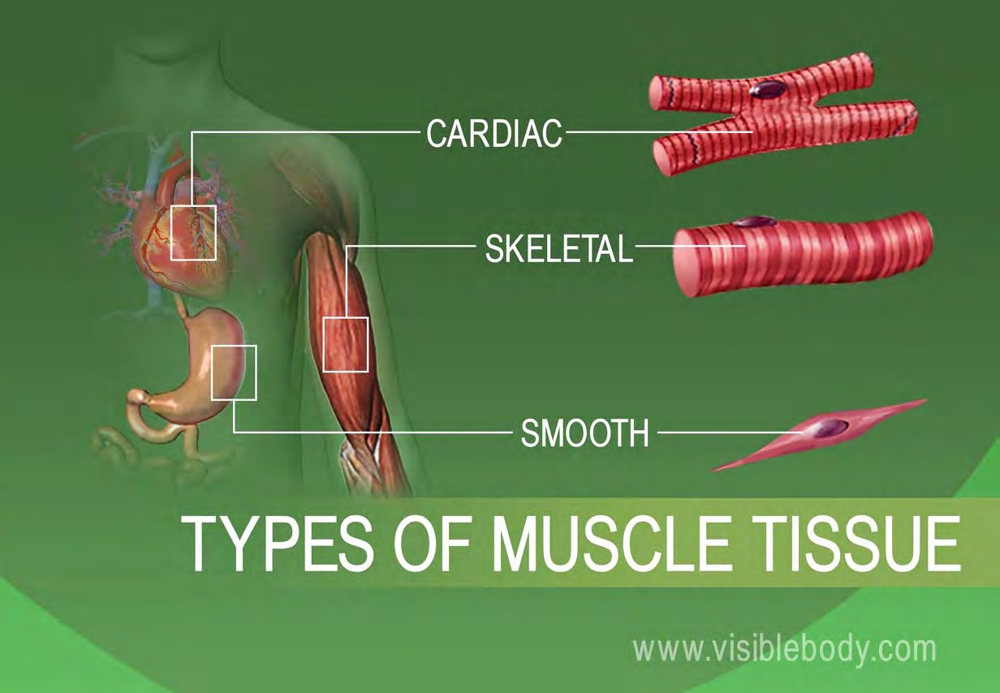 CARDIAC
SKELETAL
SMOOTH
TYPES OF MUSCLE TISSUE
www.visiblebody.com